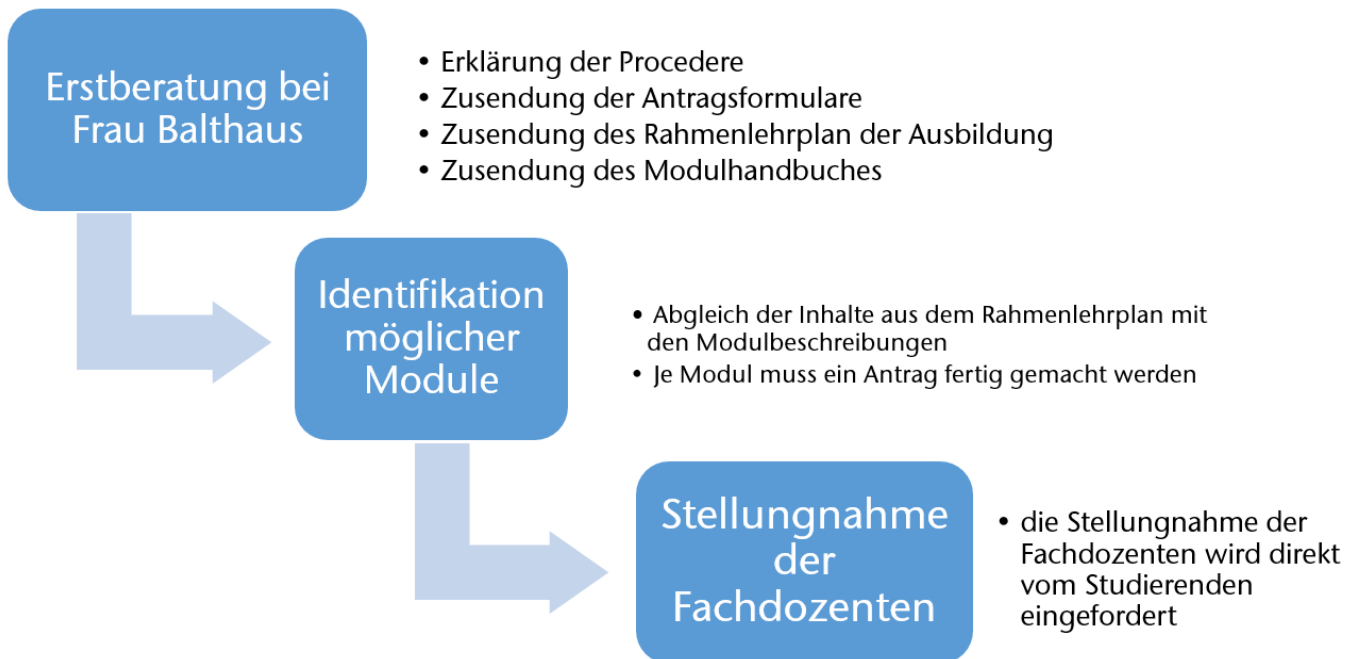 Erstberatung bei
Frau Balthaus
• Erklärung der Procedere
• Zusendung der Antragsformulare
• Zusendung des Rahmenlehrplan der Ausbildung
• Zusendung des Modulhandbuches
Identifikation
möglicher
Module
• Abgleich der Inhalte aus dem Rahmenlehrplan mit
den Modulbeschreibungen
• Je Modul muss ein Antrag fertig gemacht werden
Stellungnahme
der
Fachdozenten
• die Stellungnahme der
Fachdozenten wird direkt
vom Studierenden
eingefordert